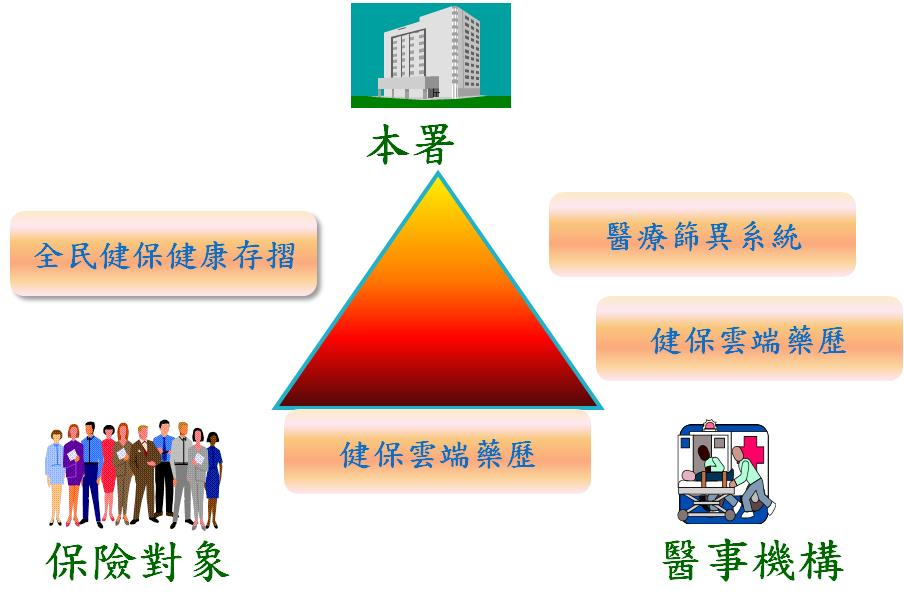 本署
全民健保健康存摺
醫療篩異系統
健保雲端藥歷
健保雲端藥歷
保險對象
醫事機構